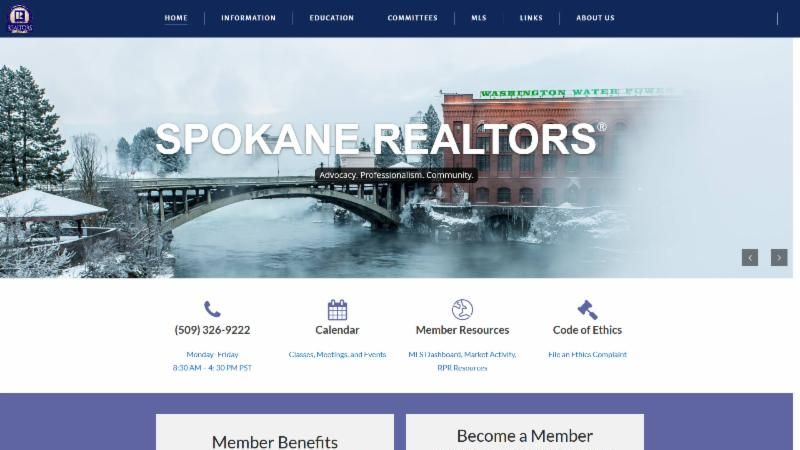 REALTORS
HOME
INFORMATION
EDUCATION
COMMITTEES
MLS
LINKS
ABOUT US
WASHINGTON WATER POWER
SPOKANE REALTORS®
Advocacy. Professionalism. Community.
(509) 326-9222
Monday -Friday
8:30 AM – 4: 30 PM PST
Calendar
Classes, Meetings, and Events
Member Resources
MLS Dashboard, Market Activity,
RPR Resources
Code of Ethics
File an Ethics Complaint
Member Benefits
Become a Member